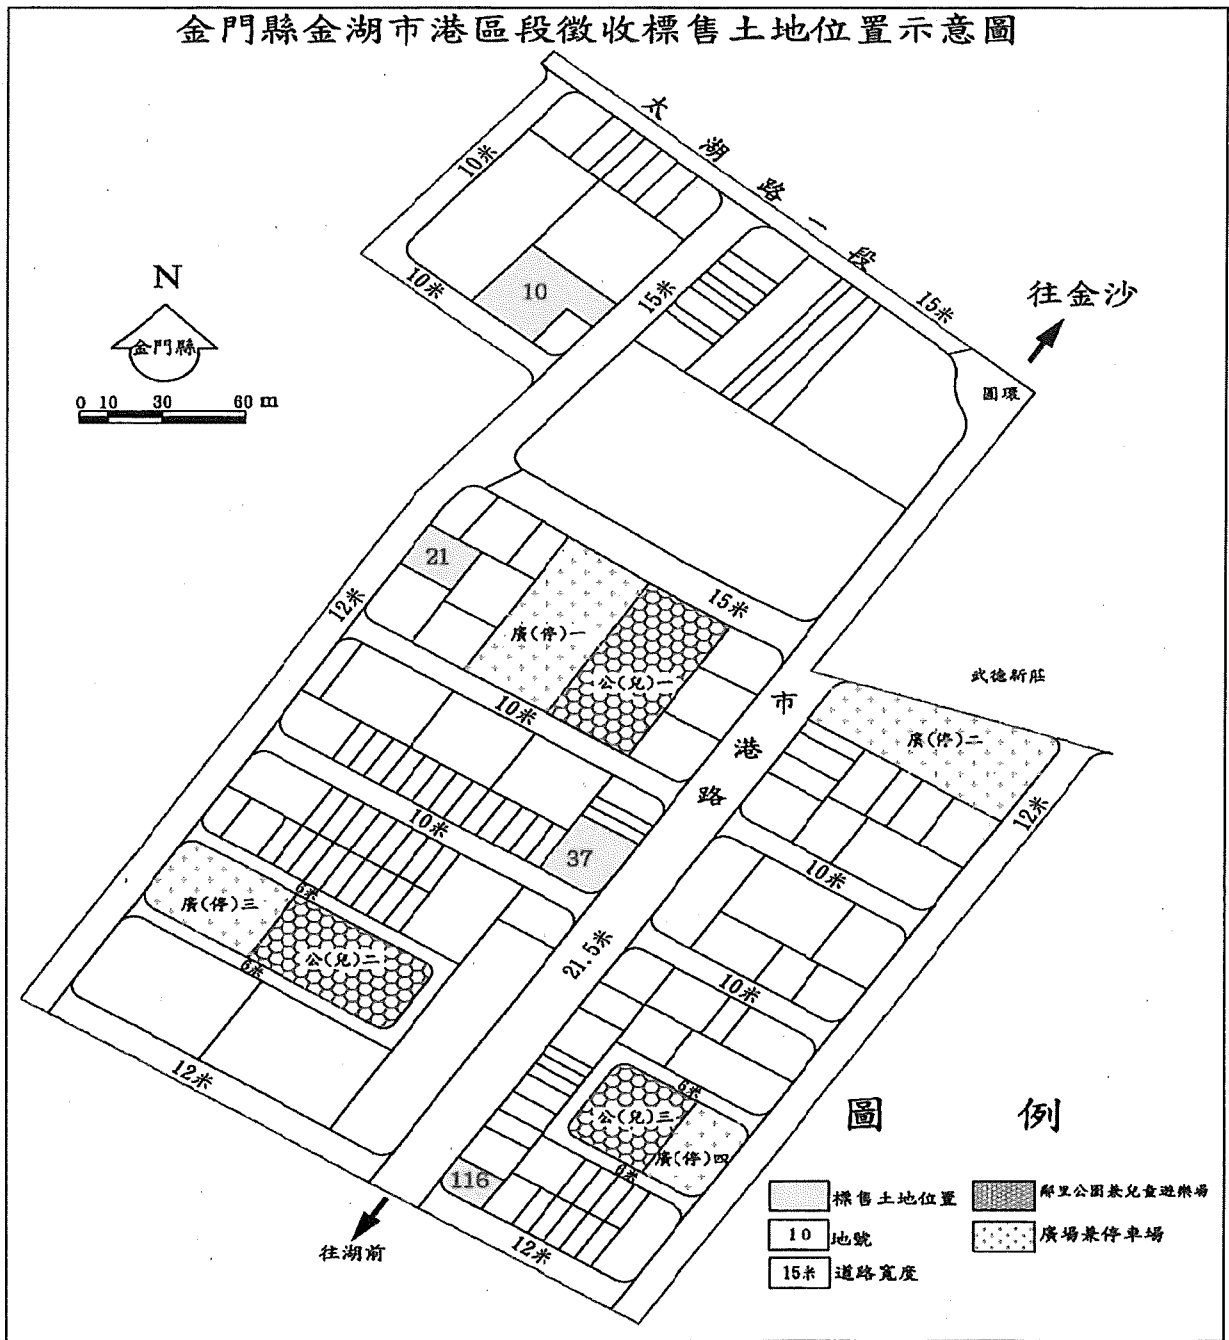 金門縣金湖市港區段徵收標售土地位置示意圖
太湖路一段
10米
10米
10
15米
15米
往金沙
圓環
N
金門縣
0 10 30 60 m
21
12米
廣(停)一
公(兒)一
15米
10米
市港路
武德新莊
廣(停)二
12米
10米
37
10米
廣(停)三
6米
公(兒)二
6米
21.5米
10米
12米
6米
公(兒)三
廣(停)四
6米
116
12米
往湖前
圖例
標售土地位置
鄰里公園兼兒童遊樂場
10 地號
廣場兼停車場
15米 道路寬度